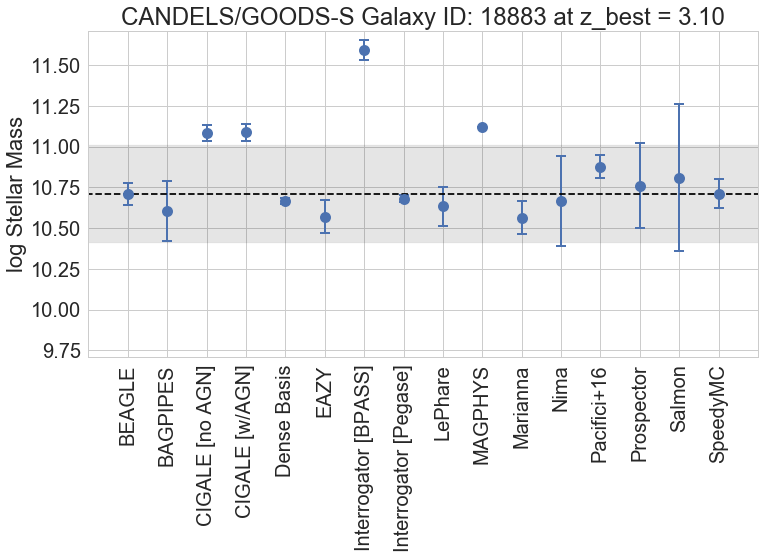 CANDELS/GOODS-S Galaxy ID: 18883 at z_best = 3.10
log Stellar Mass
11.50
11.25
11.00
10.75
10.50
10.25
10.00
9.75
BEAGLE
BAGPIPES
CIGALE [no AGN]
CIGALE [w/AGN]
Dense Basis
EAZY
Interrogator [BPASS]
Interrogator [Pegase]
LePhare
MAGPHYS
Marianna
Nima
Pacifici+16
Prospector
Salmon
SpeedyMC